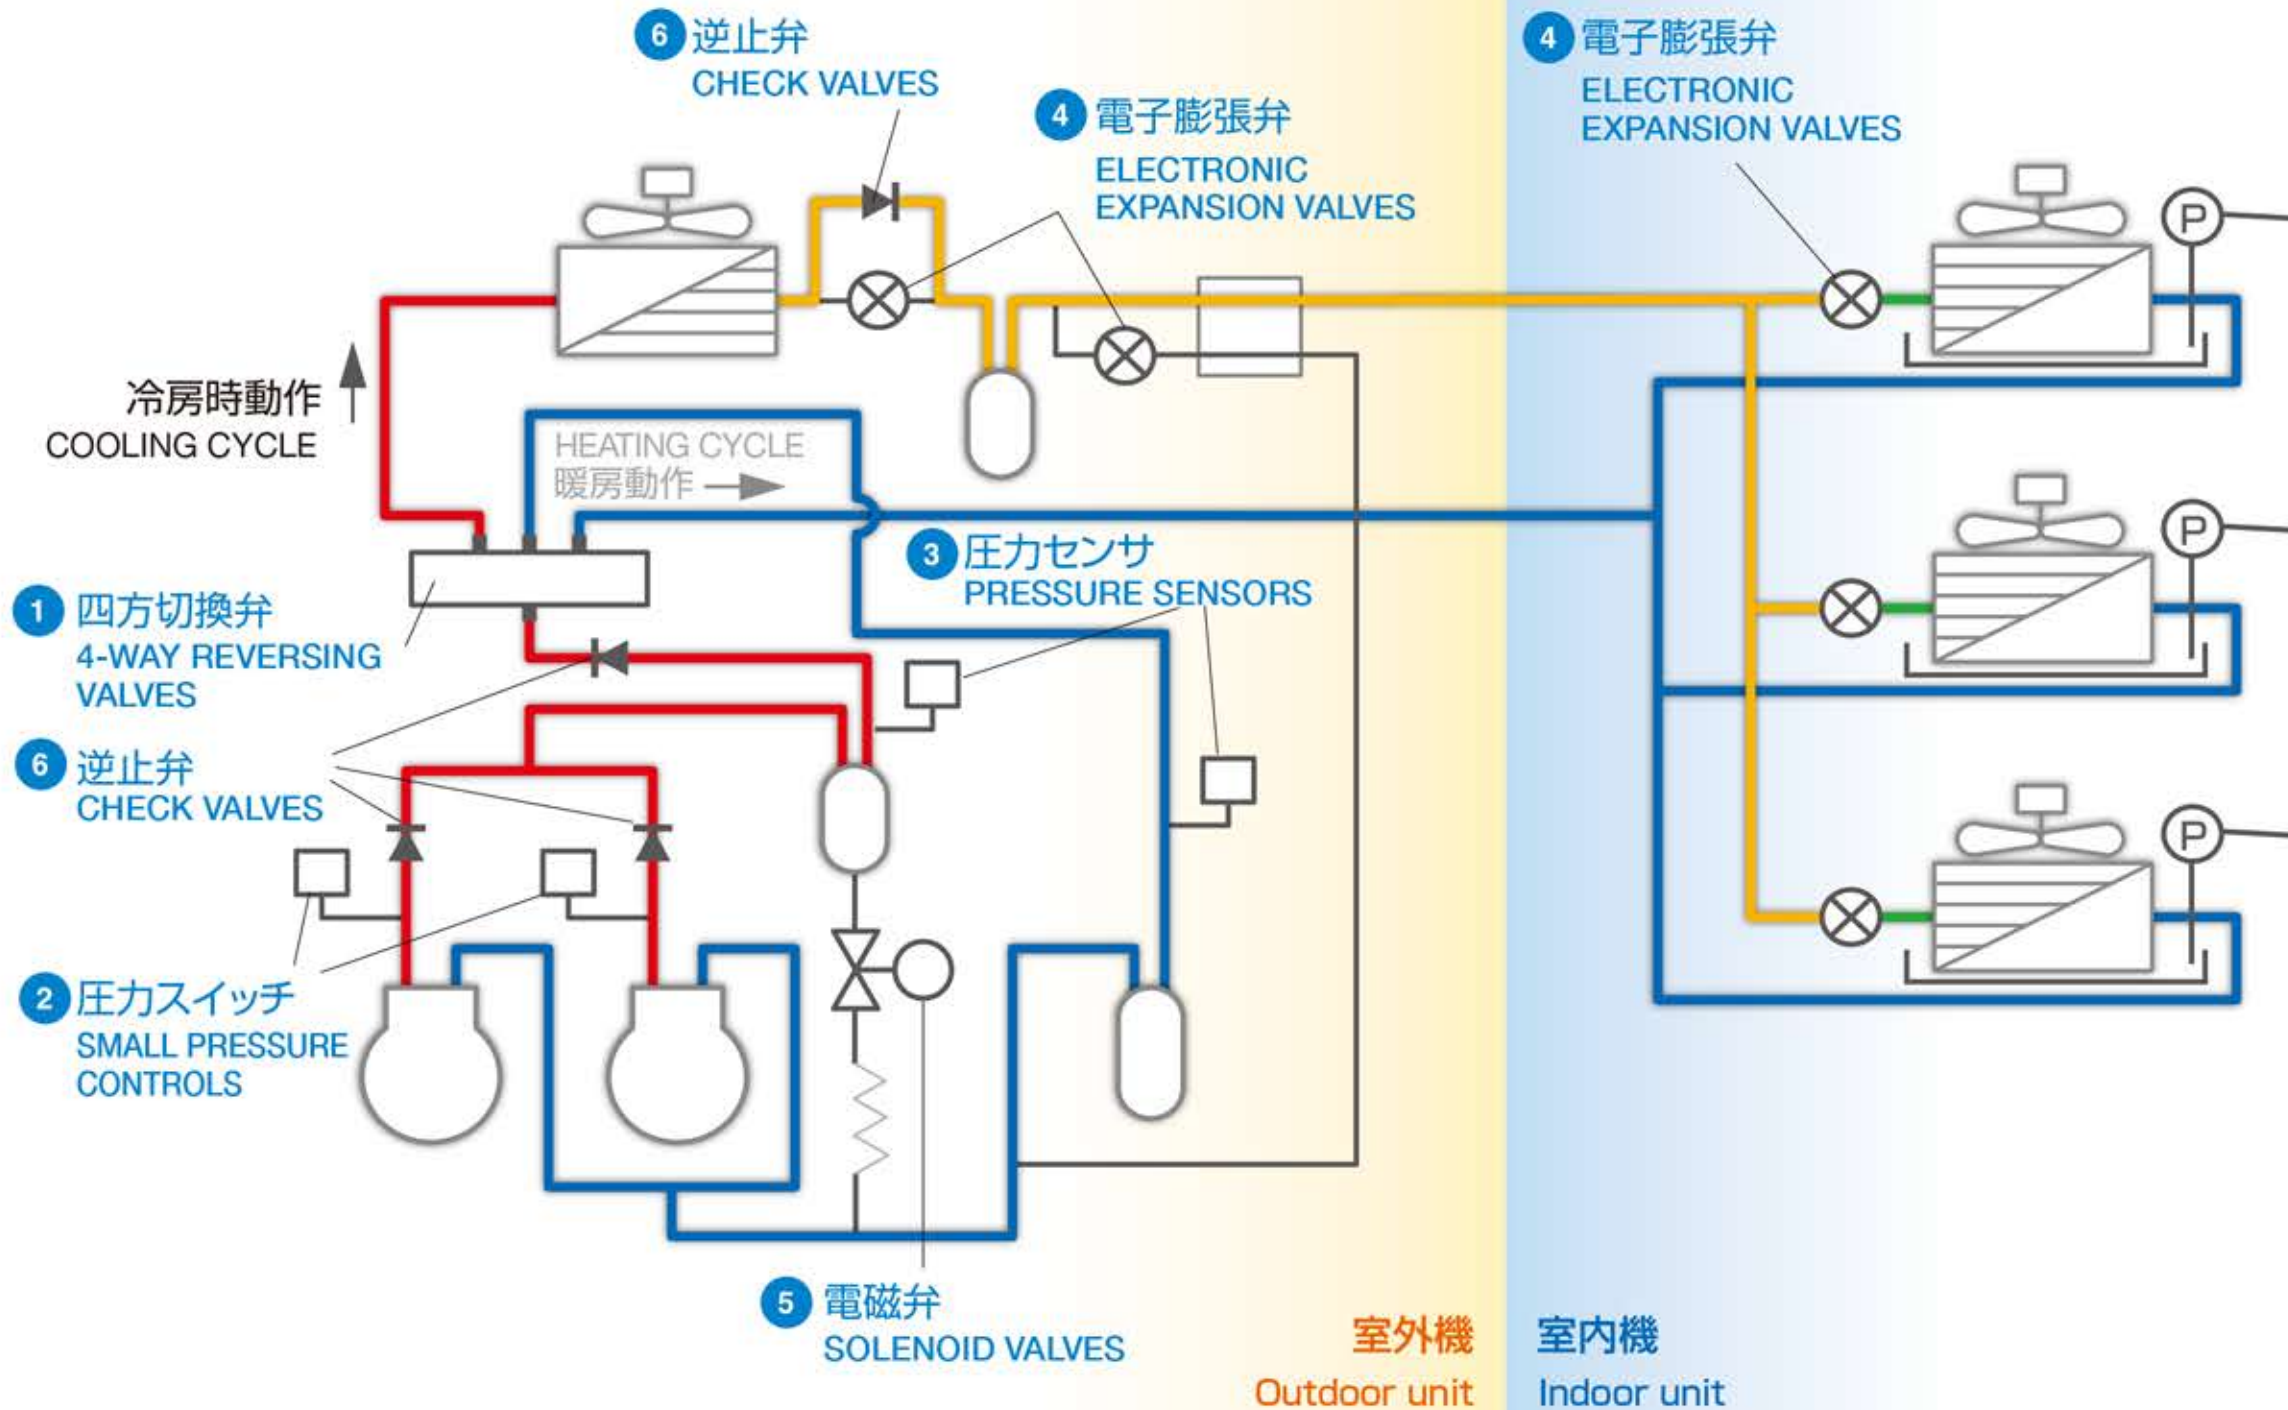 6 逆止弁
CHECK VALVES
4 電子膨張弁
ELECTRONIC
EXPANSION VALVES
4 電子膨張弁
ELECTRONIC
EXPANSION VALVES
P
冷房時動作
COOLING CYCLE
HEATING CYCLE
暖房動作
3 圧力センサ
PRESSURE SENSORS
P
1 四方切換弁
4-WAY REVERSING
VALVES
6 逆止弁
CHECK VALVES
P
2 圧力スイッチ
SMALL PRESSURE
CONTROLS
5 電磁弁
SOLENOID VALVES
室外機
Outdoor unit
室内機
Indoor unit